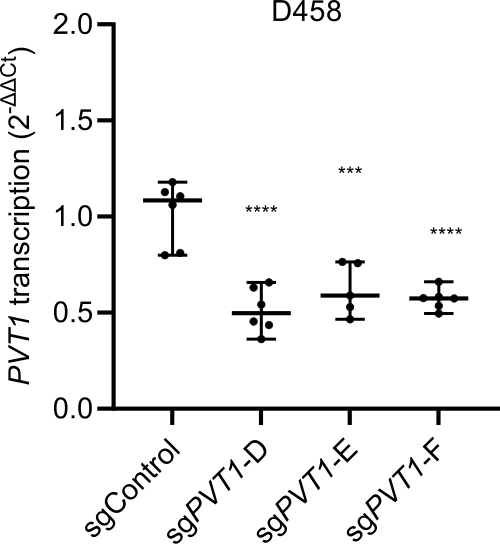 D458
PVT1 transcription (2-ΔΔCt)
2.0
1.5
1.0
0.5
0.0
***
****
****
sgControl
sgPVT1-D
sgPVT1-E
sgPVT1-F